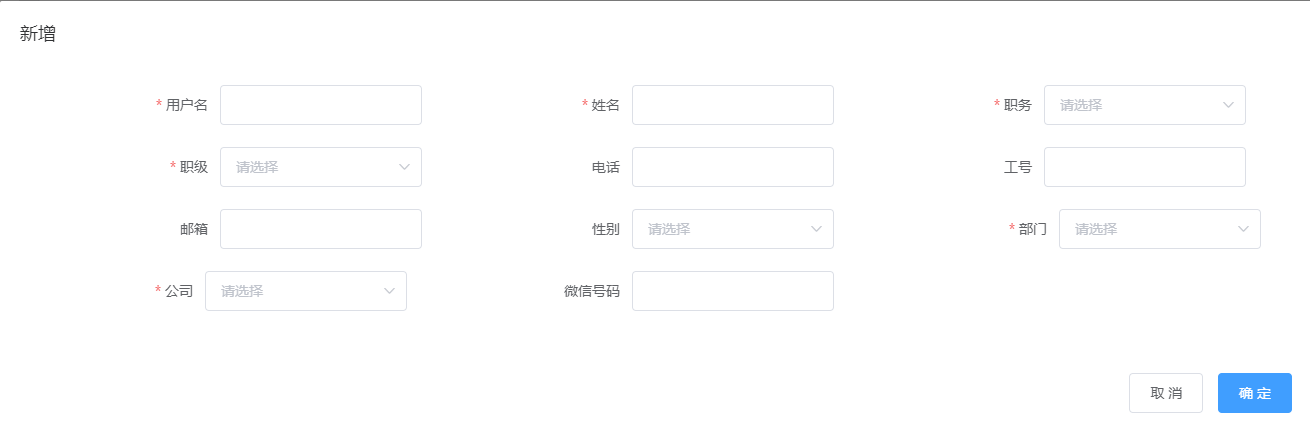 新增
* 用户名 * 姓名 * 职务 请选择
* 职级 请选择 电话 工号
邮箱 性别 请选择 * 部门 请选择
* 公司 请选择 微信号码
取 消 确 定